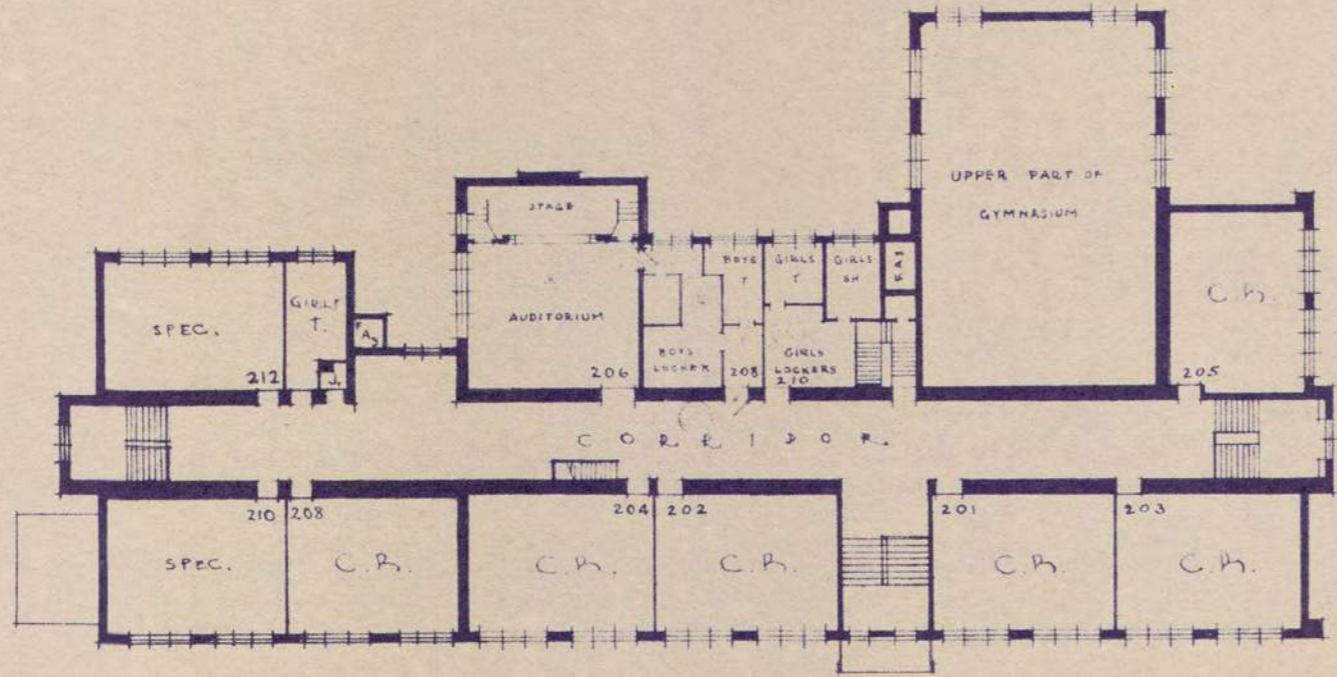 UPPER PART OF
GYMNASIUM
STAGE
AUDITORIUM
206
BOYS
T
GIRLS
T
GIRLS
SH
F.A.S
BOYS
LOCKER
208
GIRLS
LOCKERS
210
C.R.
205
SPEC.
212
GIRLS
T.
F
A.S
J.
CORRIDOR
210
SPEC.
208
C.R.
204
C.R.
202
C.R.
201
C.R.
203
C.R.